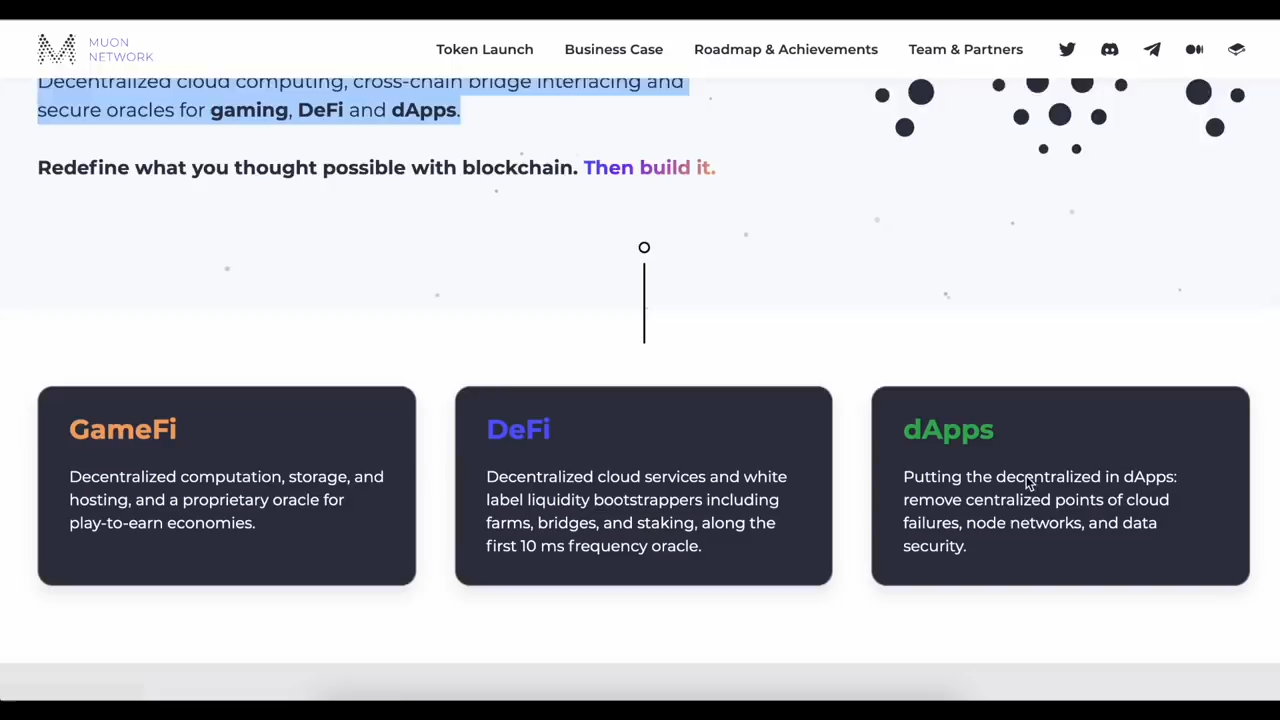 MUON
NETWORK
Token Launch
Business Case
Roadmap & Achievements
Team & Partners
Decentralized cloud computing, cross-chain bridge interfacing and
secure oracles for gaming, DeFi and dApps.
Redefine what you thought possible with blockchain. Then build it.
GameFi
Decentralized computation, storage, and
hosting, and a proprietary oracle for
play-to-earn economies.
DeFi
Decentralized cloud services and white
label liquidity bootstrappers including
farms, bridges, and staking, along the
first 10 ms frequency oracle.
dApps
Putting the decentralized in dApps:
remove centralized points of cloud
failures, node networks, and data
security.